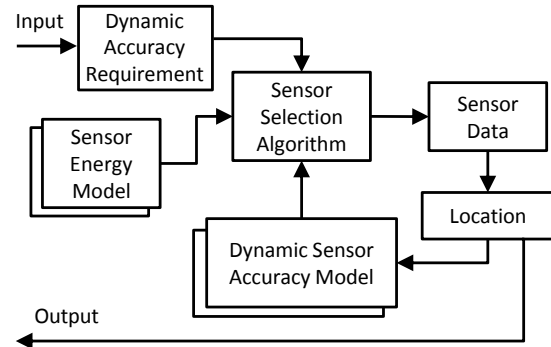 Input
Dynamic
Accuracy
Requirement
Sensor
Selection
Algorithm
Sensor
Data
Sensor
Energy
Model
Location
Dynamic Sensor
Accuracy Model
Output